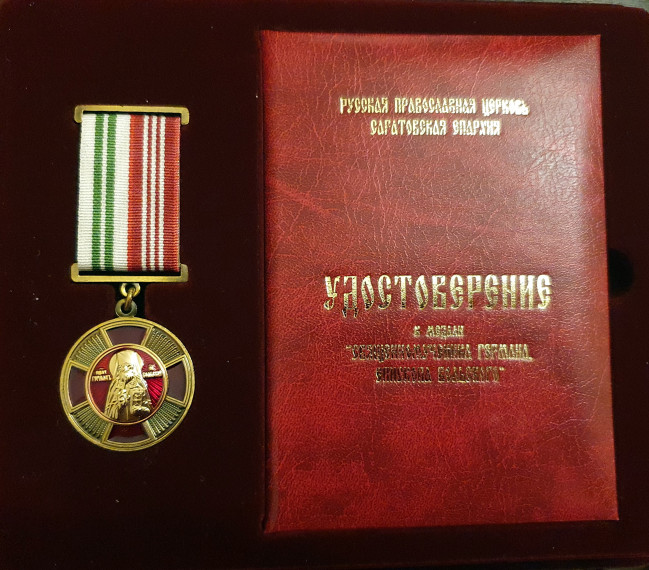 РУССКАЯ ПРАВОСЛАВНАЯ ЦЕРКОВЬ
САРАТОВСКАЯ ЕПАРХИЯ
УДОСТОВЕРЕНИЕ
К МЕДАЛИ
"СВЯЩЕННОМУЧЕНИКА ГЕРМАНА,
ЕПИСКОПА ВОЛЬСКОГО"